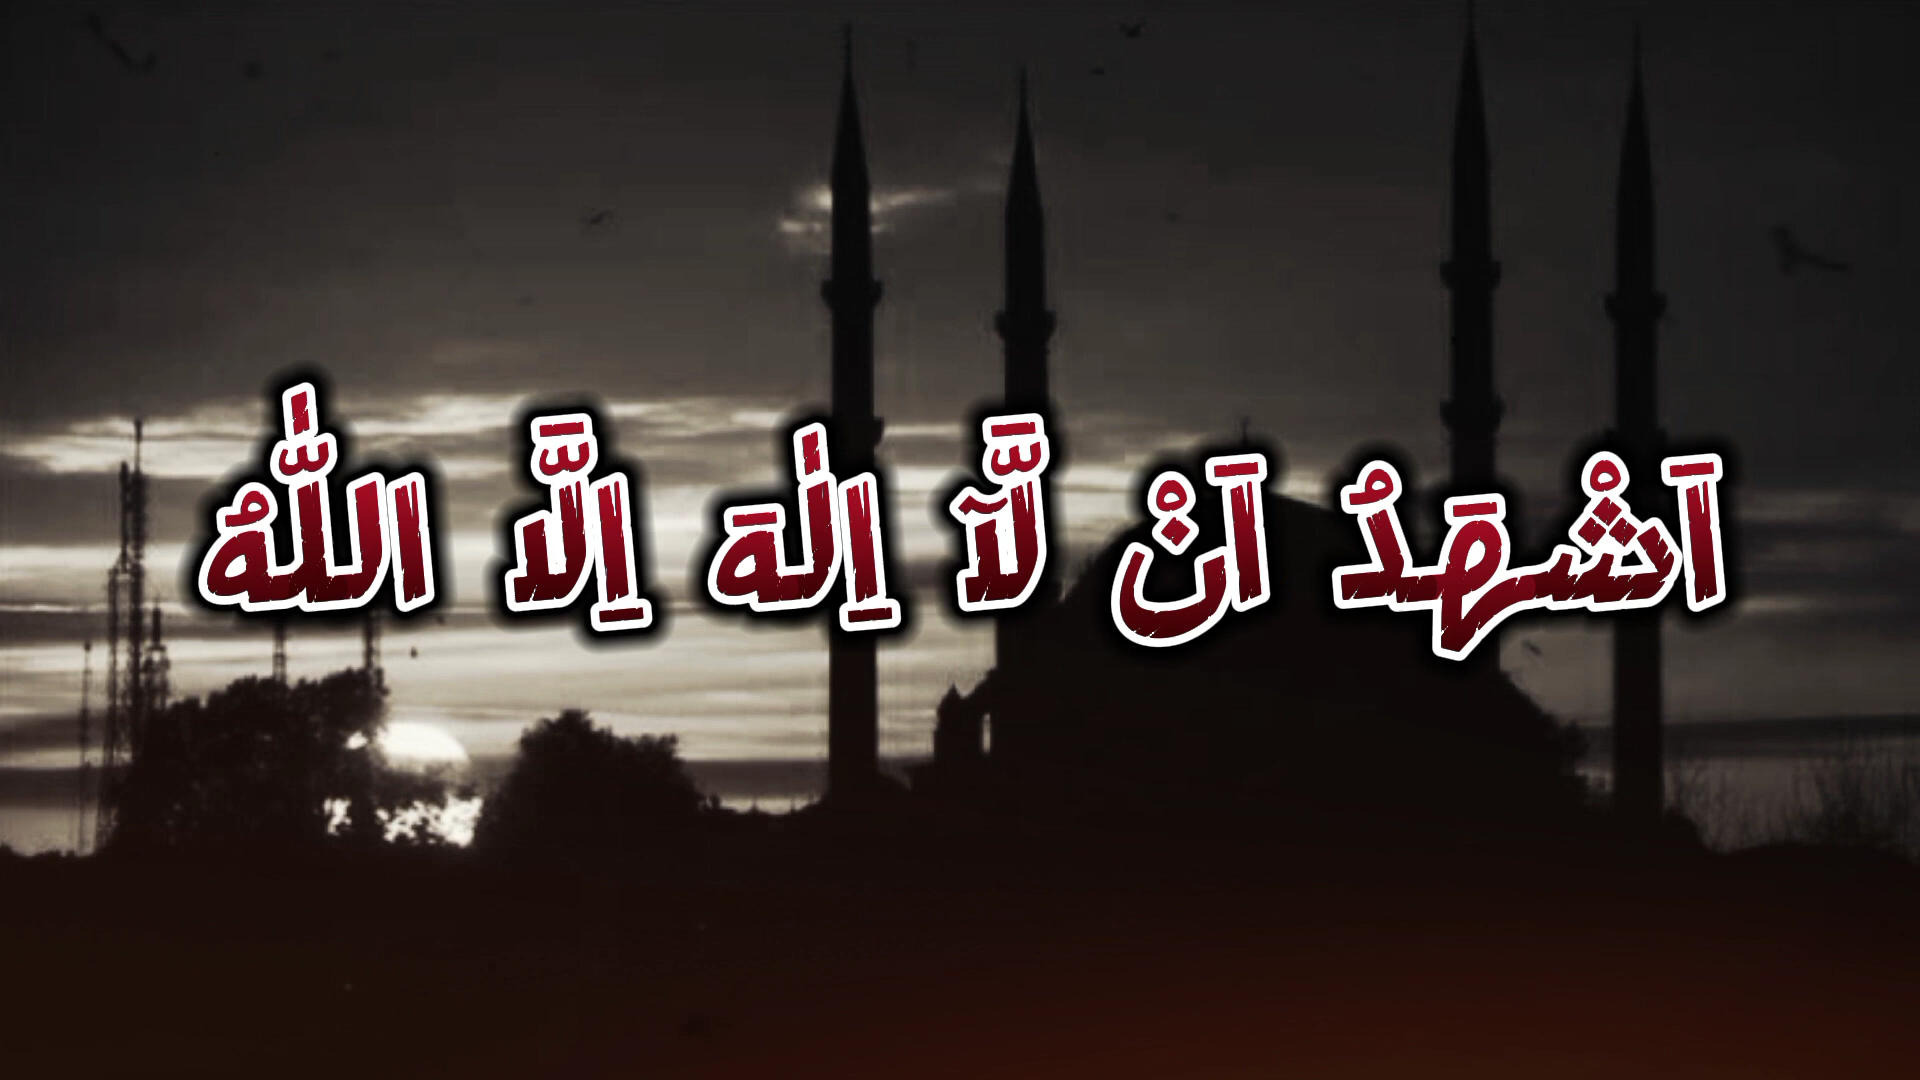 اَشْهَدُ اَنْ لَّآ اِلٰهَ اِلَّا اللّٰهُ